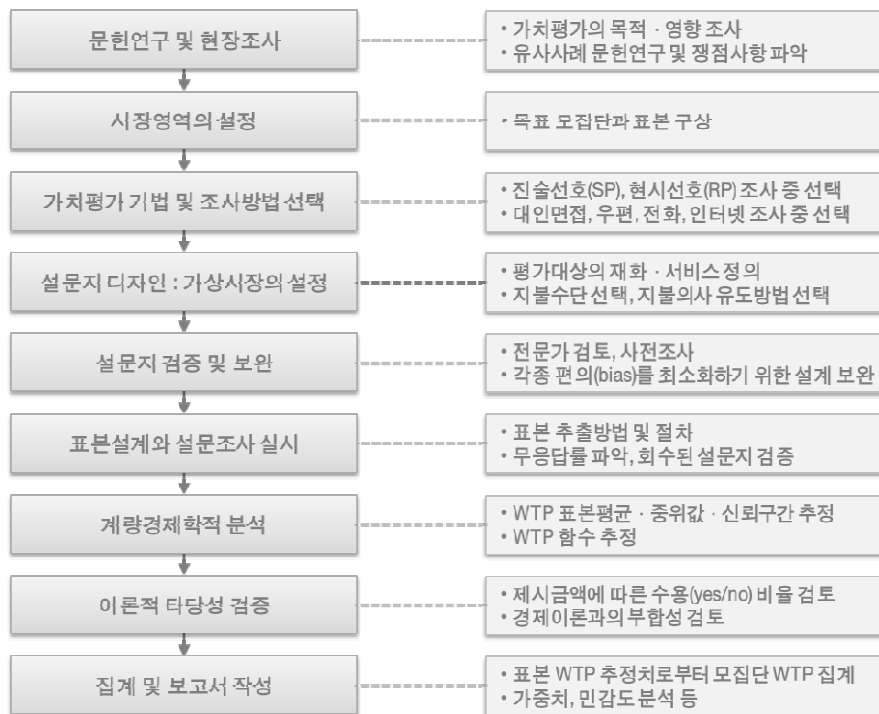 문헌연구 및 현장조사
• 가치평가의 목적 · 영향 조사
• 유사사례 문헌연구 및 쟁점사항 파악
시장영역의 설정
• 목표 모집단과 표본 구상
가치평가 기법 및 조사방법 선택
• 진술선호(SP), 현시선호(RP) 조사 중 선택
• 대인면접, 우편, 전화, 인터넷 조사 중 선택
설문지 디자인 : 가상시장의 설정
• 평가대상의 재화 · 서비스 정의
• 지불수단 선택, 지불의사 유도방법 선택
설문지 검증 및 보완
• 전문가 검토, 사전조사
• 각종 편의(bias)를 최소화하기 위한 설계 보완
표본설계와 설문조사 실시
• 표본 추출방법 및 절차
• 무응답률 파악, 회수된 설문지 검증
계량경제학적 분석
• WTP 표본평균 · 중위값 · 신뢰구간 추정
• WTP 함수 추정
이론적 타당성 검증
• 제시금액에 따른 수용(yes/no) 비율 검토
• 경제이론과의 부합성 검토
집계 및 보고서 작성
• 표본 WTP 추정치로부터 모집단 WTP 집계
• 가중치, 민감도 분석 등